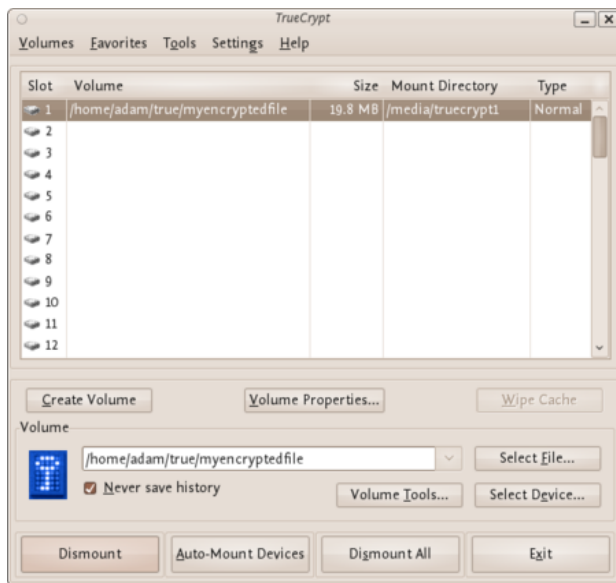 TrueCrypt
Volumes Favorites Tools Settings Help
Slot Volume Size Mount Directory Type
1 /home/adam/true/myencryptedfile 19.8 MB /media/truecrypt1 Normal
2
3
4
5
6
7
8
9
10
11
12
Create Volume Volume Properties... Wipe Cache
Volume
/home/adam/true/myencryptedfile Select File...
Never save history Volume Tools... Select Device...
Dismount Auto-Mount Devices Dismount All Exit